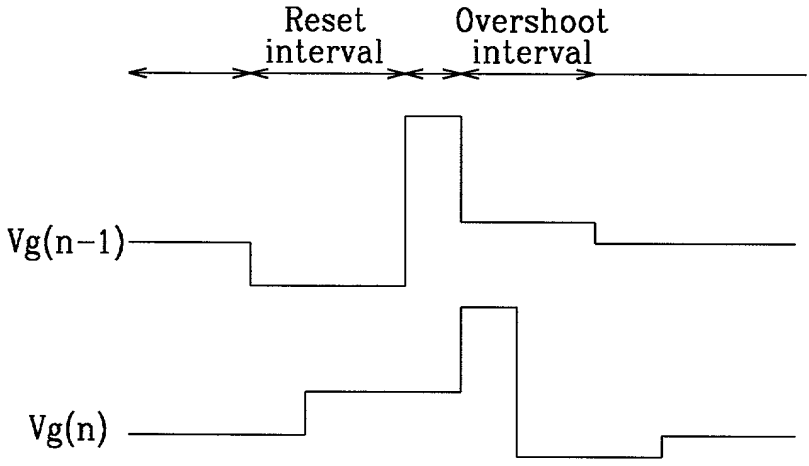 Reset
interval
Overshoot
interval
Vg(n-1)
Vg(n)